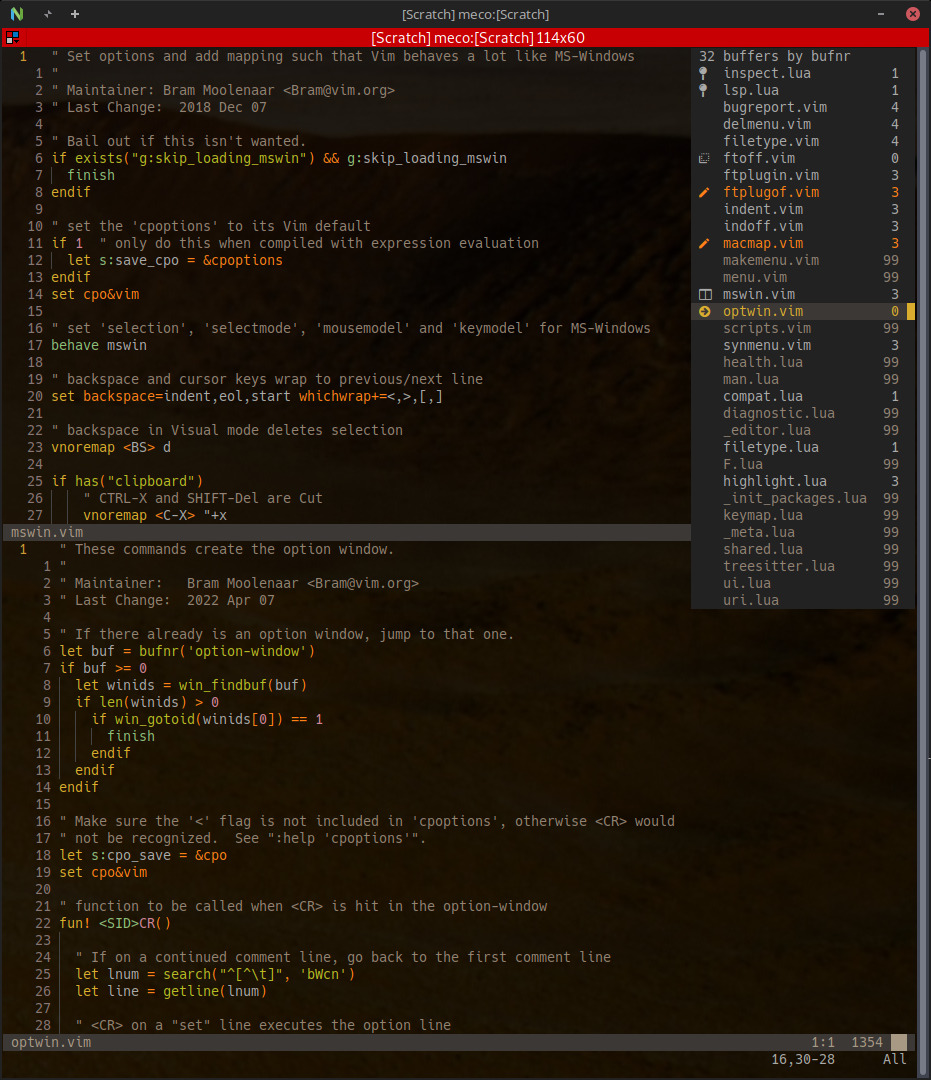 [Scratch] meco:[Scratch]
[Scratch] meco:[Scratch] 114x60
1 " Set options and add mapping such that Vim behaves a lot like MS-Windows
1 "
2 " Maintainer: Bram Moolenaar <Bram@vim.org>
3 " Last Change:  2018 Dec 07
4
5 " Bail out if this isn't wanted.
6 if exists("g:skip_loading_mswin") && g:skip_loading_mswin
7   finish
8 endif
9
10 " set the 'cpoptions' to its Vim default
11 if 1  " only do this when compiled with expression evaluation
12   let s:save_cpo = &cpoptions
13 endif
14 set cpo&vim
15
16 " set 'selection', 'selectmode', 'mousemodel' and 'keymodel' for MS-Windows
17 behave mswin
18
19 " backspace and cursor keys wrap to previous/next line
20 set backspace=indent,eol,start whichwrap+=<,>,[,]
21
22 " backspace in Visual mode deletes selection
23 vnoremap <BS> d
24
25 if has("clipboard")
26     " CTRL-X and SHIFT-Del are Cut
27     vnoremap <C-X> "+x
mswin.vim
1 " These commands create the option window.
1 "
2 " Maintainer:   Bram Moolenaar <Bram@vim.org>
3 " Last Change:  2022 Apr 07
4
5 " If there already is an option window, jump to that one.
6 let buf = bufnr('option-window')
7 if buf >= 0
8   let winids = win_findbuf(buf)
9   if len(winids) > 0
10     if win_gotoid(winids[0]) == 1
11       finish
12     endif
13   endif
14 endif
15
16 " Make sure the '<' flag is not included in 'cpoptions', otherwise <CR> would
17 " not be recognized.  See ":help 'cpoptions'".
18 let s:cpo_save = &cpo
19 set cpo&vim
20
21 " function to be called when <CR> is hit in the option-window
22 fun! <SID>CR()
23
24   " If on a continued comment line, go back to the first comment line
25   let lnum = search("^[^\t]", 'bWcn')
26   let line = getline(lnum)
27
28   " <CR> on a "set" line executes the option line
optwin.vim 1:1 1354
16,30-28 All
32 buffers by bufnr
inspect.lua 1
lsp.lua 1
bugreport.vim 4
delmenu.vim 4
filetype.vim 4
ftoff.vim 0
ftplugin.vim 3
ftplugof.vim 3
indent.vim 3
indoff.vim 3
macmap.vim 3
makemenu.vim 99
menu.vim 99
mswin.vim 3
optwin.vim 0
scripts.vim 99
synmenu.vim 3
health.lua 99
man.lua 99
compat.lua 1
diagnostic.lua 99
_editor.lua 99
filetype.lua 1
F.lua 99
highlight.lua 3
_init_packages.lua 99
keymap.lua 99
_meta.lua 99
shared.lua 99
treesitter.lua 99
ui.lua 99
uri.lua 99